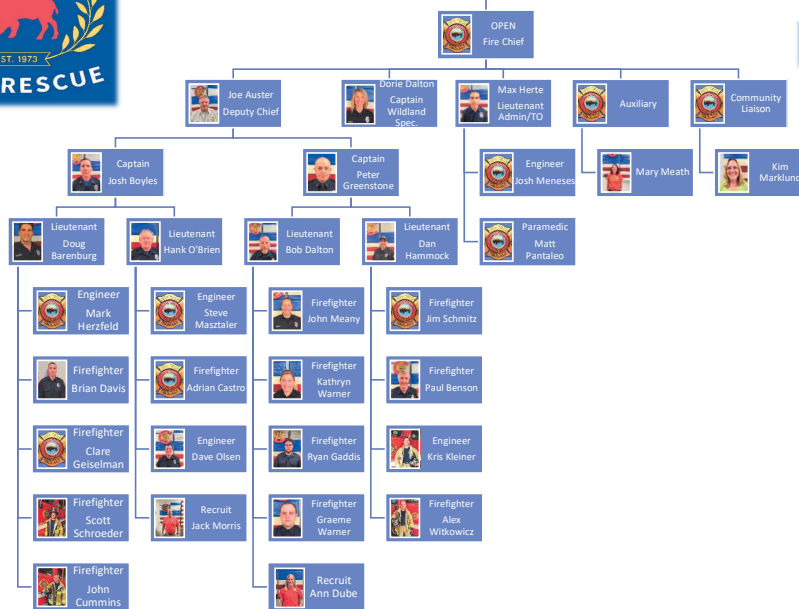 EST. 1973
RESCUE
OPEN
Fire Chief
Joe Auster
Deputy Chief
Dorie Dalton
Captain
Wildland
Spec.
Max Herte
Lieutenant
Admin/TO
Auxiliary
Community
Liaison
Captain
Josh Boyles
Captain
Peter
Greenstone
Engineer
Josh Meneses
Mary Meath
Kim
Marklund
Lieutenant
Doug
Barenburg
Lieutenant
Hank O'Brien
Lieutenant
Bob Dalton
Lieutenant
Dan
Hammock
Paramedic
Matt
Pantaleo
Engineer
Mark
Herzfeld
Engineer
Steve
Masztaler
Firefighter
John Meany
Firefighter
Jim Schmitz
Firefighter
Brian Davis
Firefighter
Adrian Castro
Firefighter
Kathryn
Warner
Firefighter
Paul Benson
Firefighter
Clare
Geiselman
Engineer
Dave Olsen
Firefighter
Ryan Gaddis
Engineer
Kris Kleiner
Firefighter
Scott
Schroeder
Recruit
Jack Morris
Firefighter
Graeme
Warner
Firefighter
Alex
Witkowicz
Firefighter
John
Cummins
Recruit
Ann Dube